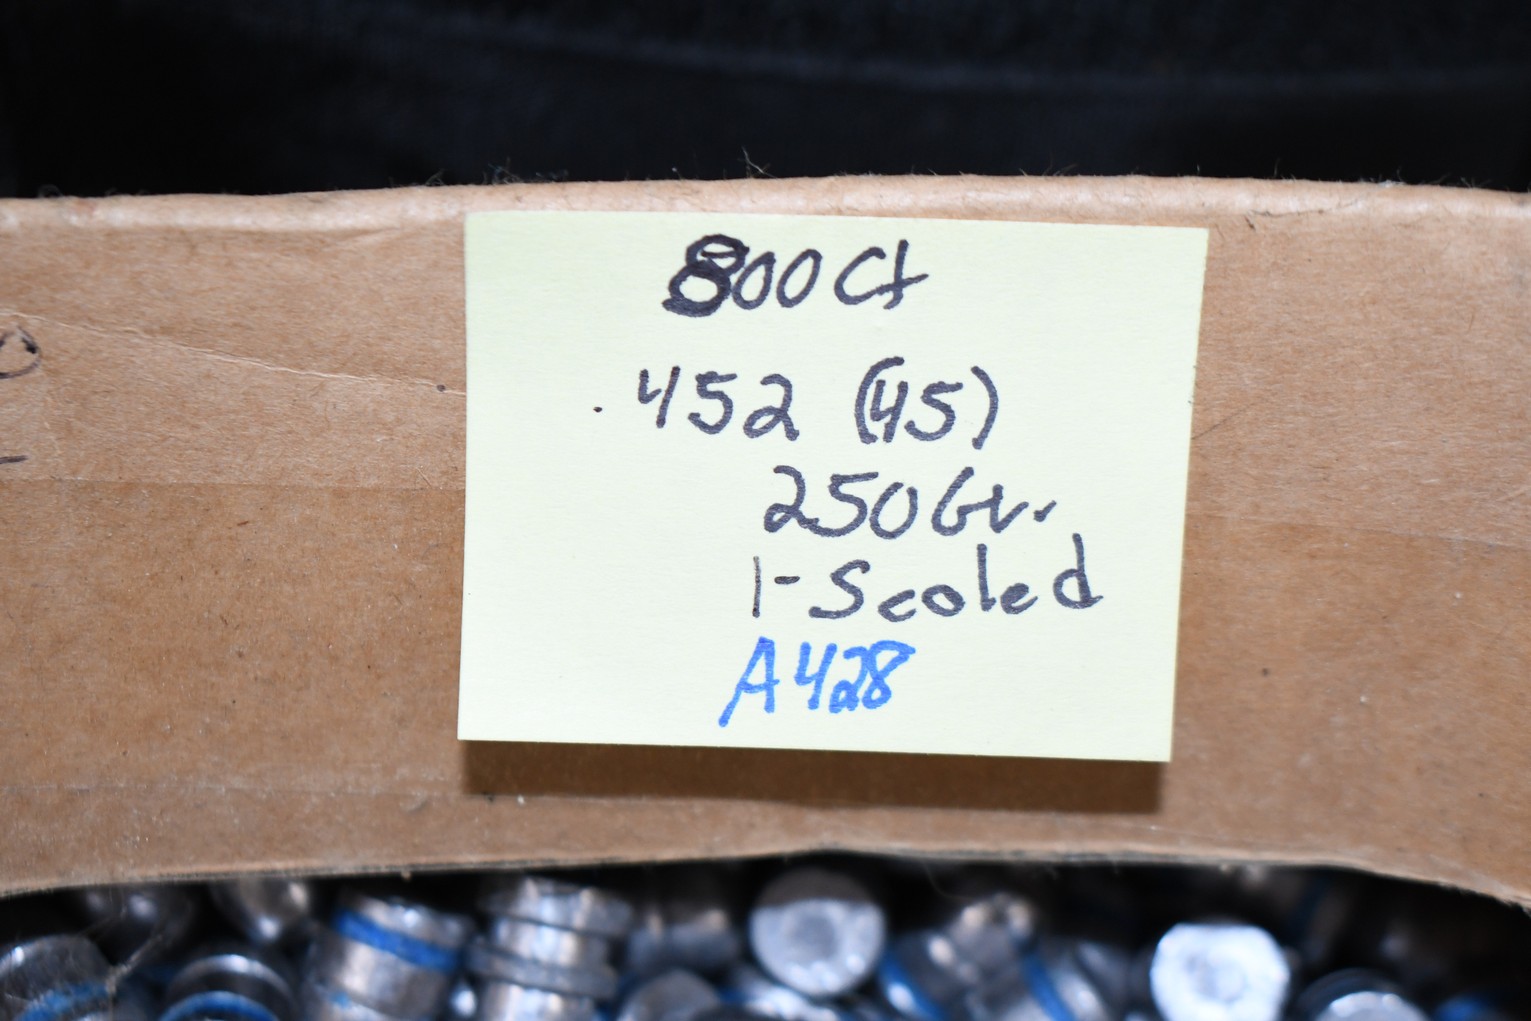 800 Ct
.452 (45)
250 Gr.
1-Scoled
A428